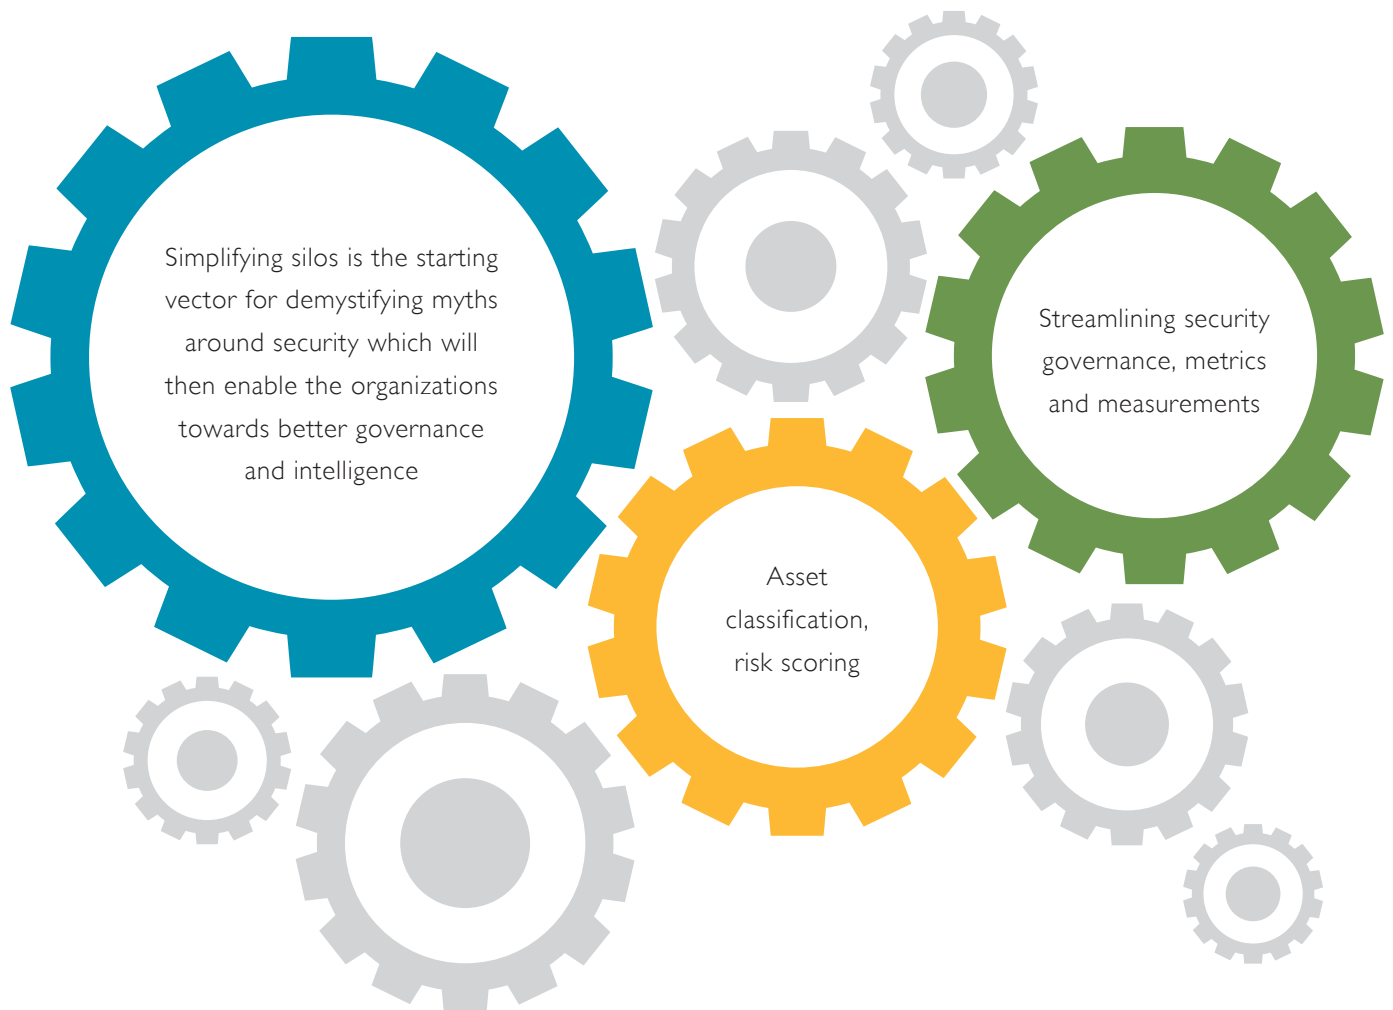 Simplifying silos is the starting
vector for demystifying myths
around security which will
then enable the organizations
towards better governance
and intelligence
Streamlining security
governance, metrics
and measurements
Asset
classification,
risk scoring